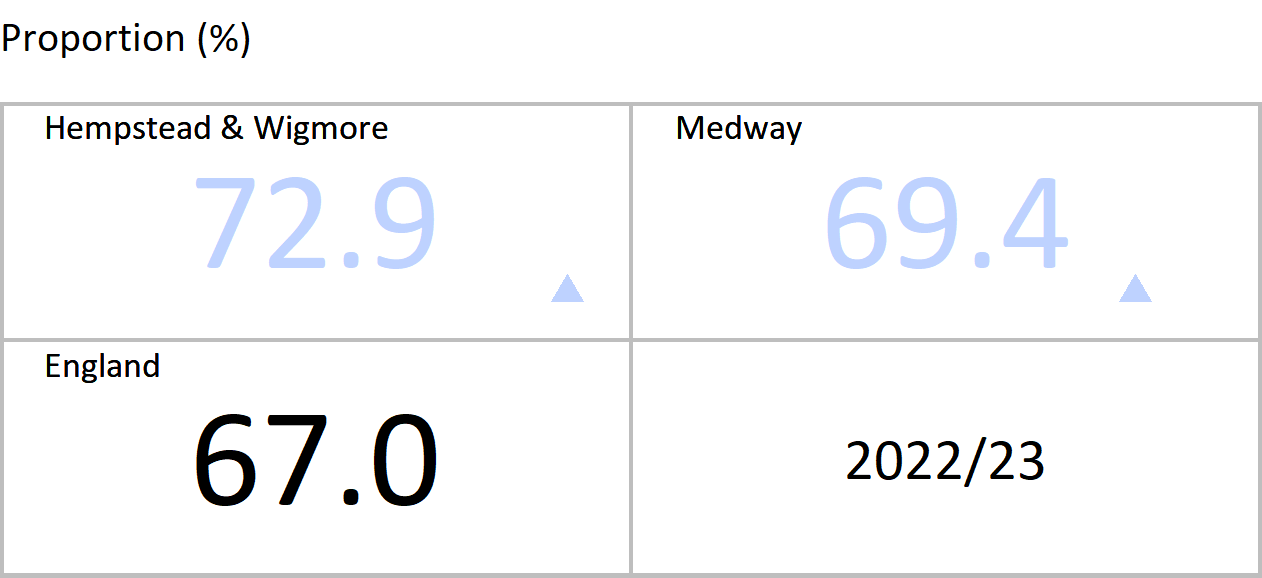 Proportion (%)
Hempstead & Wigmore
Medway
72.9
69.4
England
67.0
2022/23